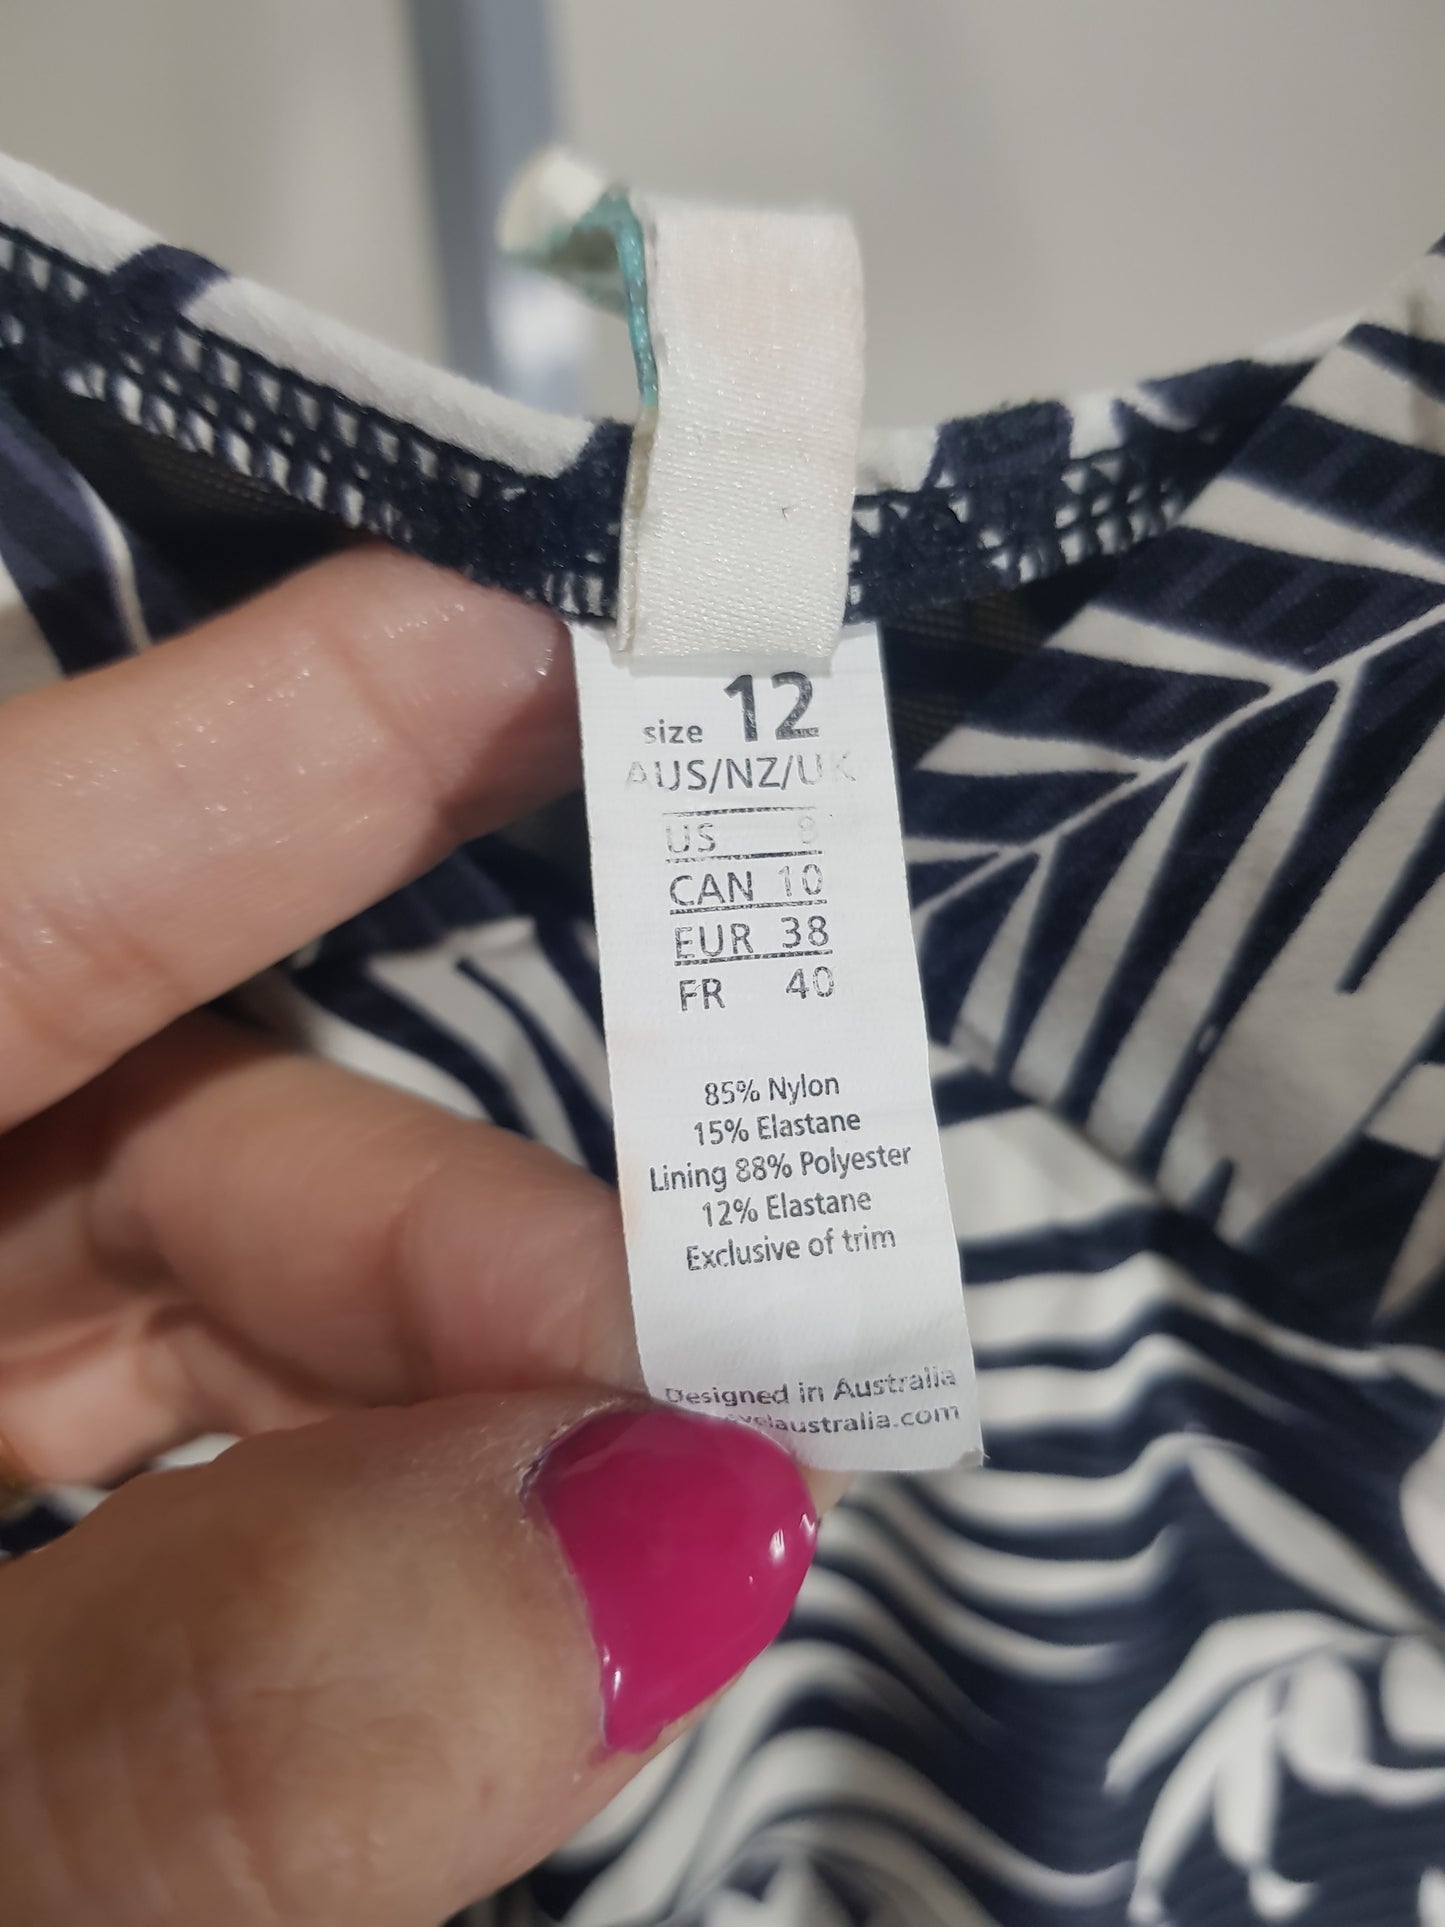 size 12
AUS/NZ/UK
US 8
CAN 10
EUR 38
FR 40
85% Nylon
15% Elastane
Lining 88% Polyester
12% Elastane
Exclusive of trim
Designed in Australia